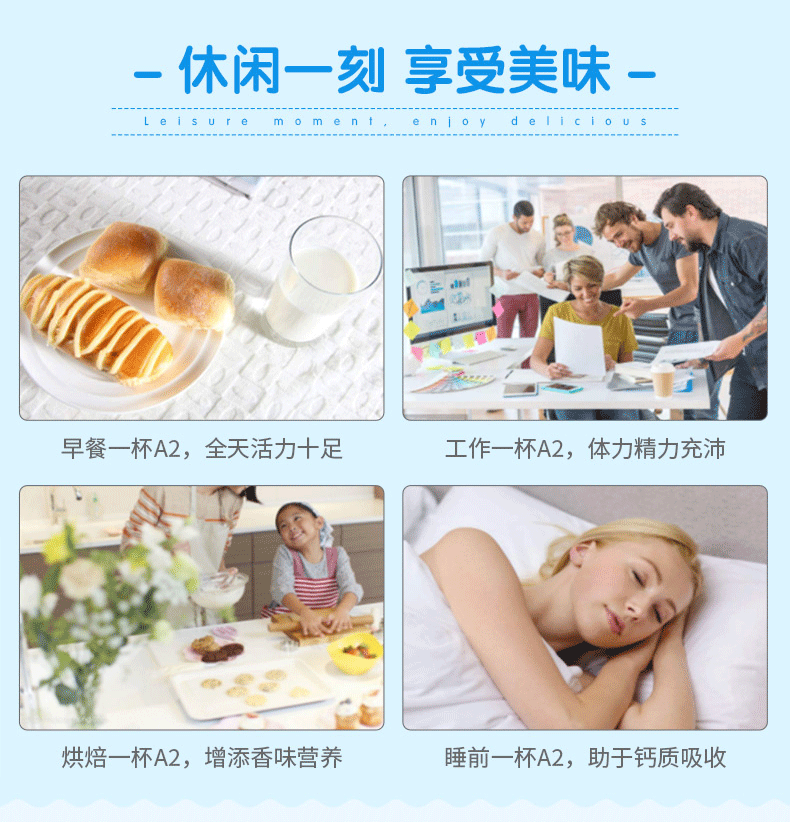 – 休闲一刻 享受美味 –
Leisure moment, enjoy delicious
早餐一杯A2，全天活力十足
工作一杯A2，体力精力充沛
烘焙一杯A2，增添香味营养
睡前一杯A2，助于钙质吸收